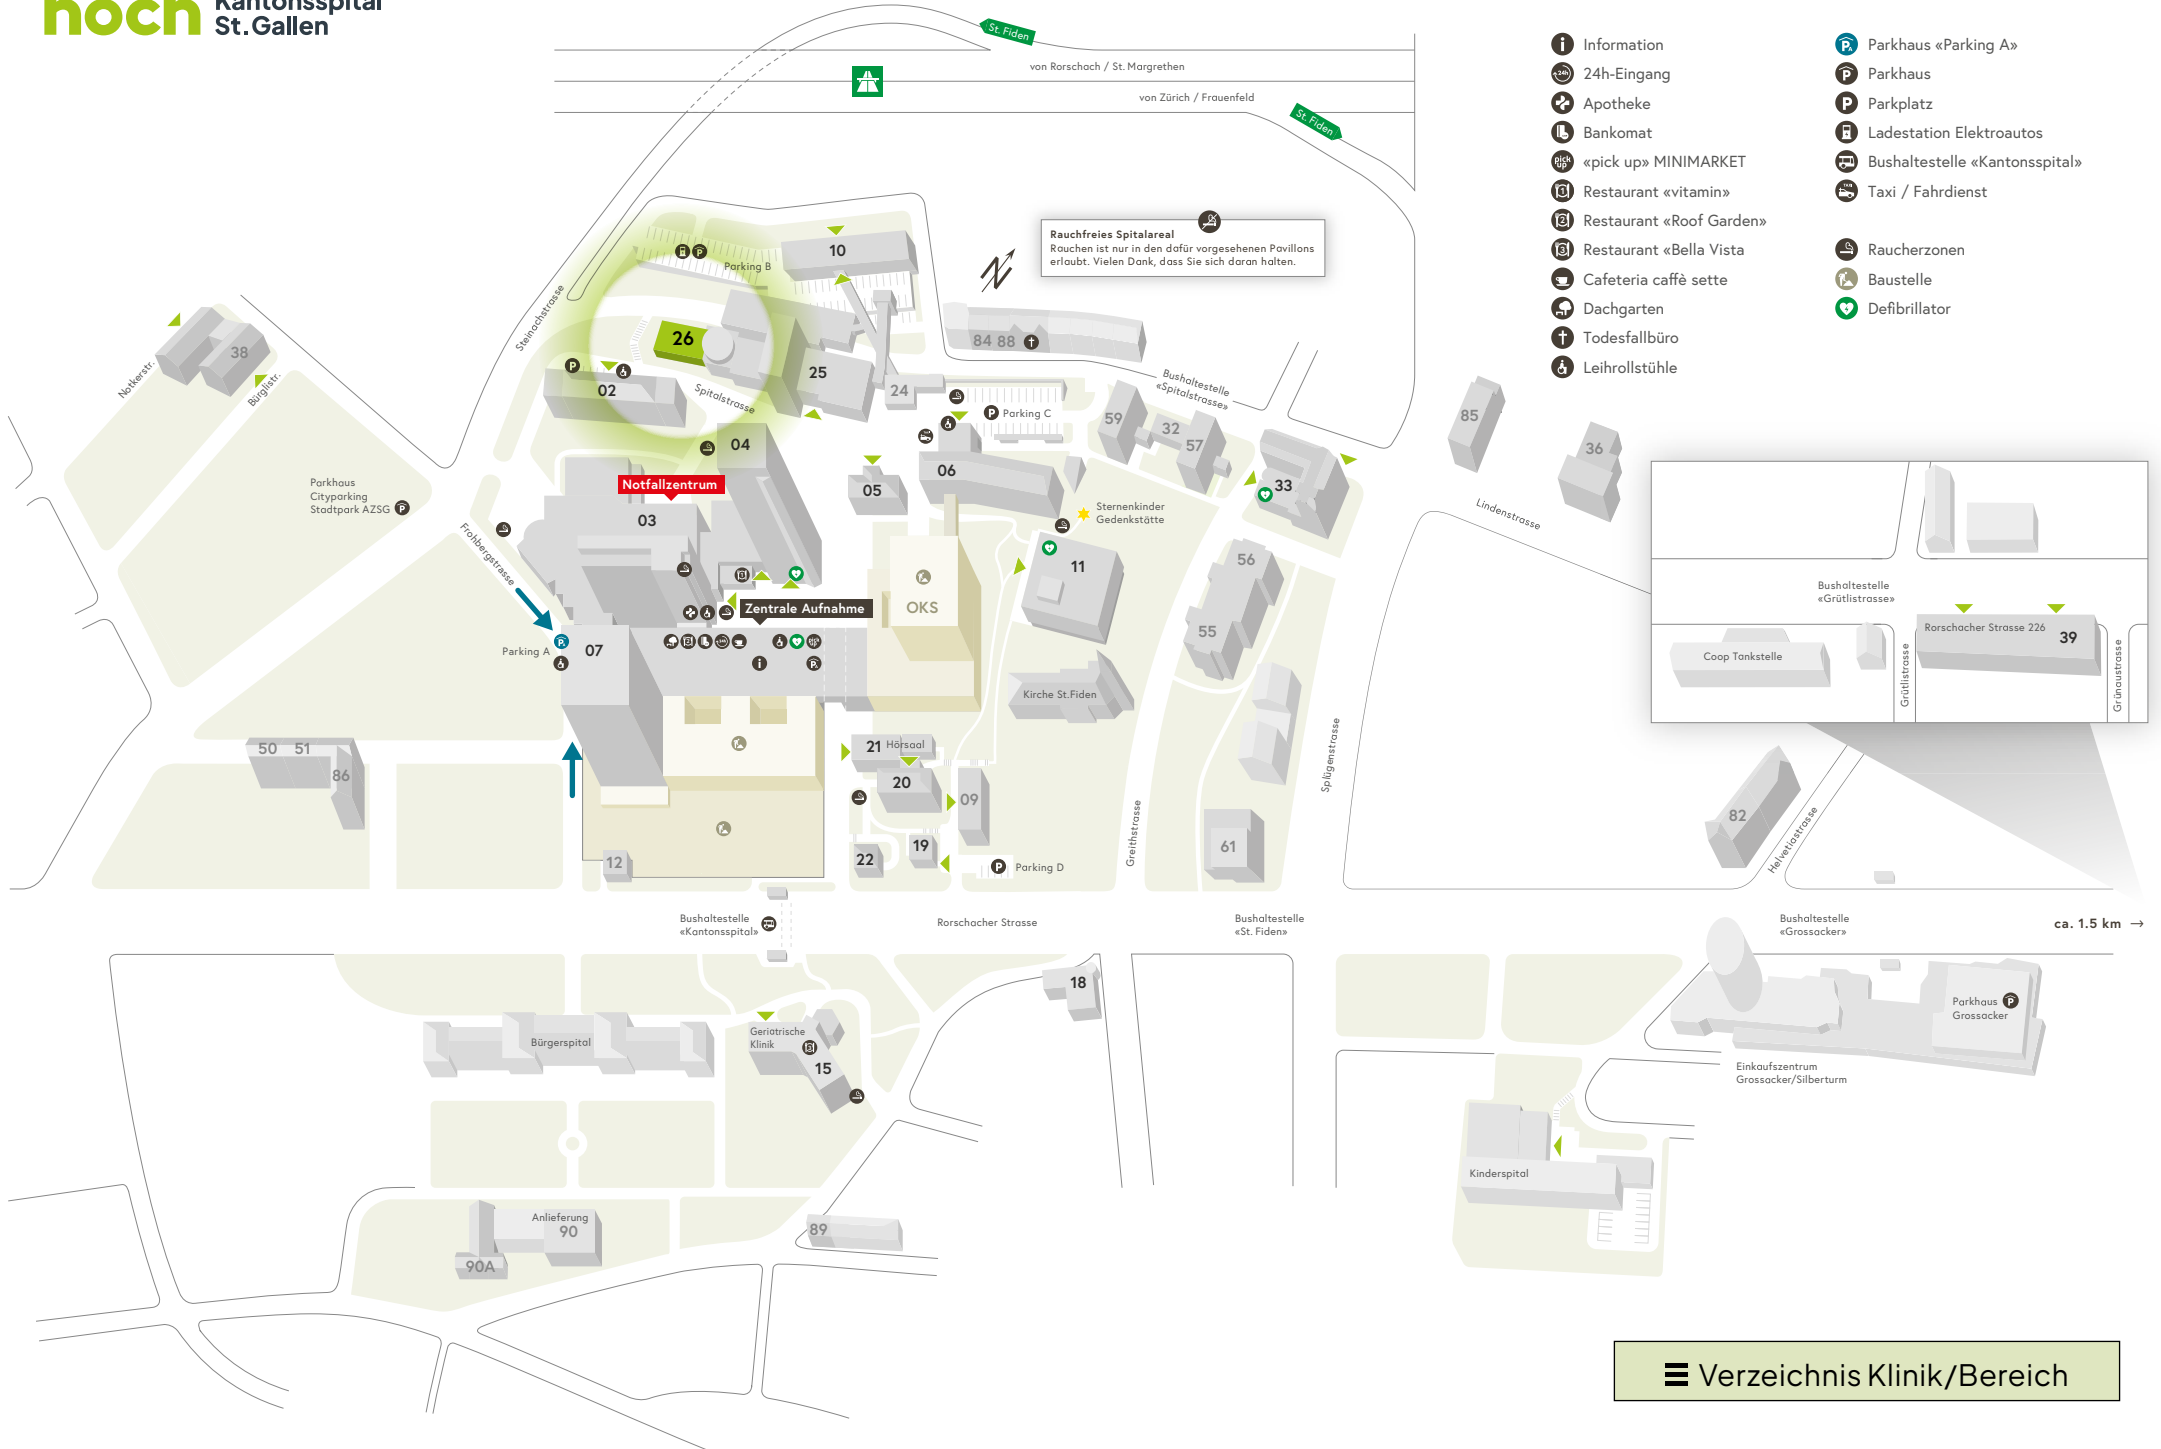 noch
Kantonsspital
St.Gallen
St. Fiden
von Rorschach / St. Margrethen
von Zürich / Frauenfeld
St. Fiden
Information
24h-Eingang
Apotheke
Bankomat
«pick up» MINIMARKET
Restaurant «vitamin»
Restaurant «Roof Garden»
Restaurant «Bella Vista
Cafeteria caffè sette
Dachgarten
Todesfallbüro
Leihrollstühle
Parkhaus «Parking A»
Parkhaus
Parkplatz
Ladestation Elektroautos
Bushaltestelle «Kantonsspital»
Taxi / Fahrdienst
Raucherzonen
Baustelle
Defibrillator
Rauchfreies Spitalareal
Rauchen ist nur in den dafür vorgesehenen Pavillons
erlaubt. Vielen Dank, dass Sie sich daran halten.
N
Parking B
10
Steinachstrasse
26
02
Spitalstrasse
25
24
84 88
Bushaltestelle
«Spitalstrasse»
Notkerstr.
38
Bürglistr.
Parking C
59
32
57
85
36
33
04
Notfallzentrum
03
05
06
Parkhaus
Cityparking
Stadtpark AZSG
Frohbergstrasse
Sternenkinder
Gedenkstätte
11
56
55
Lindenstrasse
OKS
Zentrale Aufnahme
Parking A
07
Kirche St.Fiden
Bushaltestelle
«Grütlistrasse»
Rorschacher Strasse 226
39
Coop Tankstelle
Grütlistrasse
Grünaustrasse
50 51
86
21 Hörsaal
20
09
19
22
12
Parking D
Greithstrasse
Splügenstrasse
61
82
Helvetiastrasse
Bushaltestelle
«Kantonsspital»
Rorschacher Strasse
Bushaltestelle
«St. Fiden»
Bushaltestelle
«Grossacker»
ca. 1.5 km →
18
Bürgerspital
Geriatrische
Klinik
15
Parkhaus
Grossacker
Einkaufszentrum
Grossacker/Silberturm
Kinderspital
Anlieferung
90
90A
89
Verzeichnis Klinik/Bereich